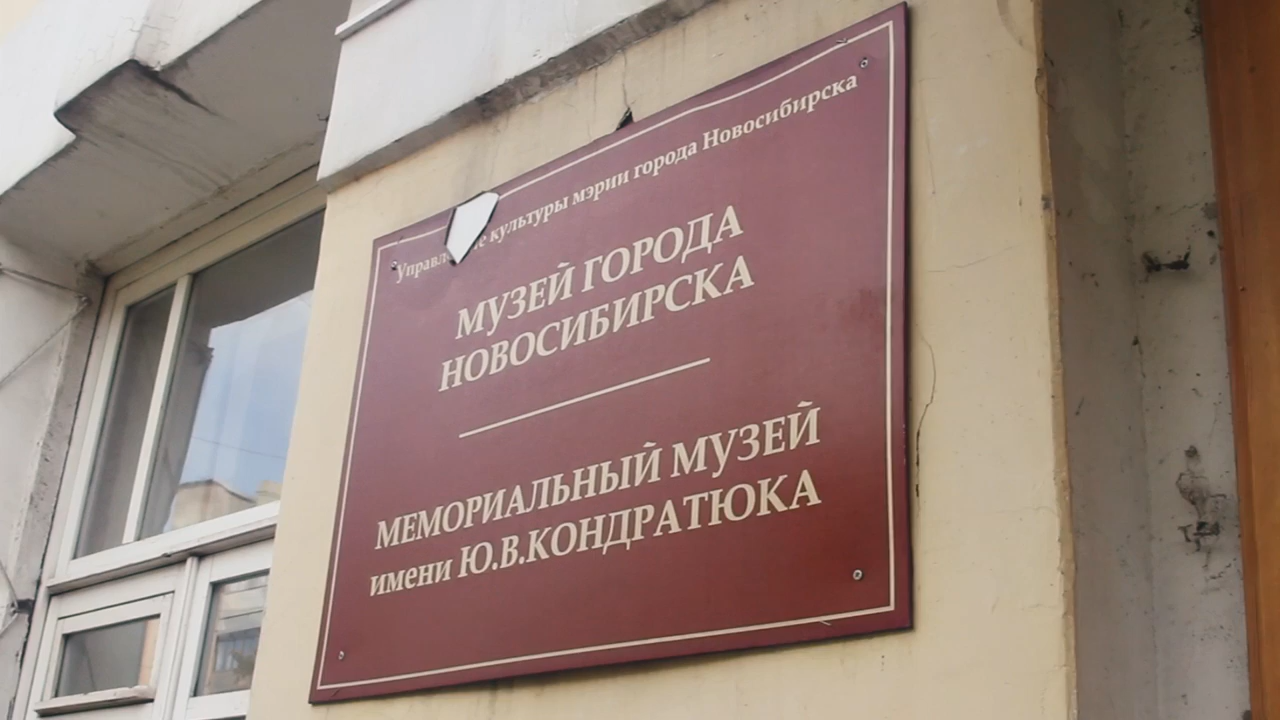 культуры мэрии города Новосибирска
МУЗЕЙ ГОРОДА
НОВОСИБИРСКА
МЕМОРИАЛЬНЫЙ МУЗЕЙ
имени Ю.В.КОНДРАТЮКА